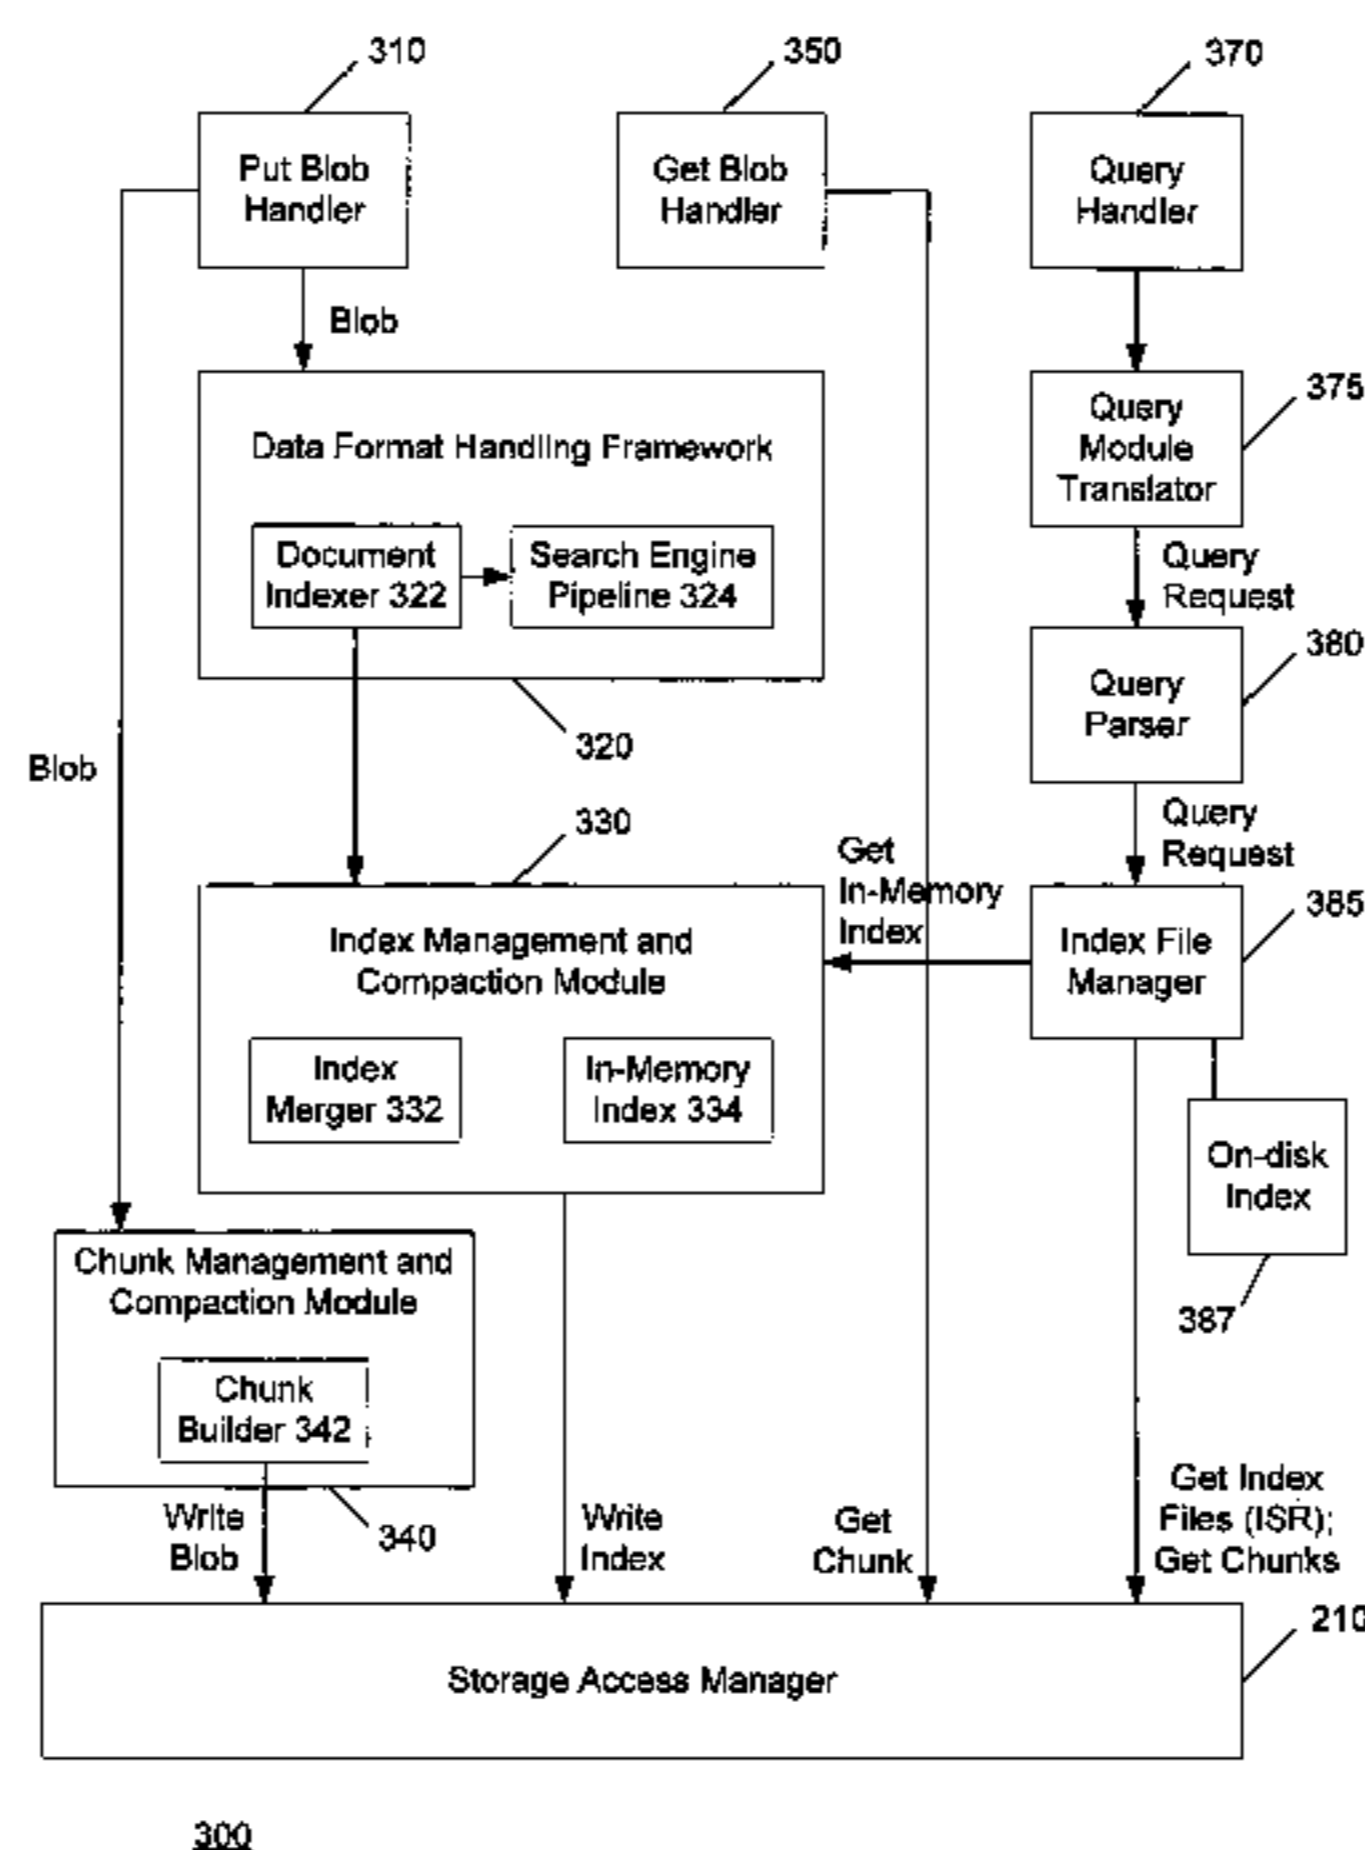 310
350
370
Put Blob
Handler
Get Blob
Handler
Query
Handler
Blob
375
Data Format Handling Framework
Query
Module
Translator
Document
Indexer 322
Search Engine
Pipeline 324
Query
Request
380
Query
Parser
320
Blob
330
Query
Request
Get
In-Memory
Index
385
Index Management and
Compaction Module
Index File
Manager
Index
Merger 332
In-Memory
Index 334
On-disk
Index
Chunk Management and
Compaction Module
387
Chunk
Builder 342
340
Write
Blob
Write
Index
Get
Chunk
Get Index
Files (ISR);
Get Chunks
210
Storage Access Manager
300